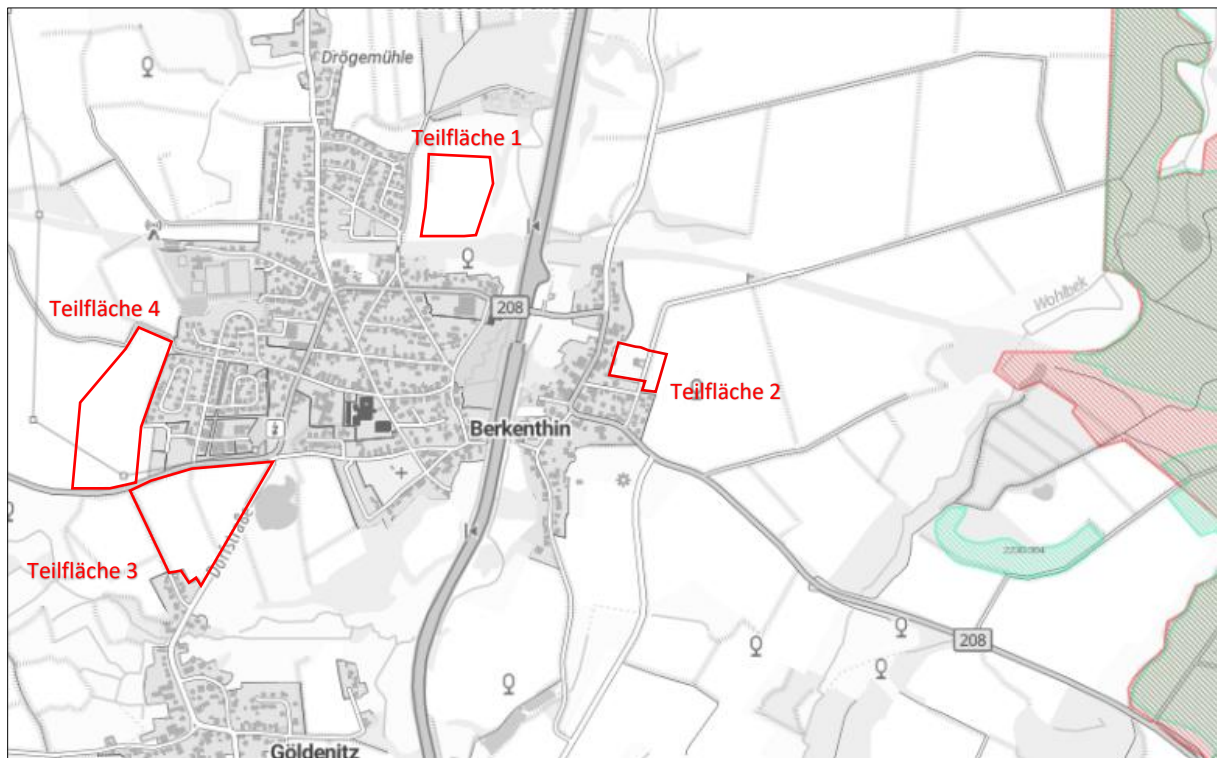 Drögemühle
Teilfläche 1
Wohlbek
Teilfläche 4
208
Teilfläche 2
Berkenthin
Teilfläche 3
Dorfstraße
208
Göldenitz